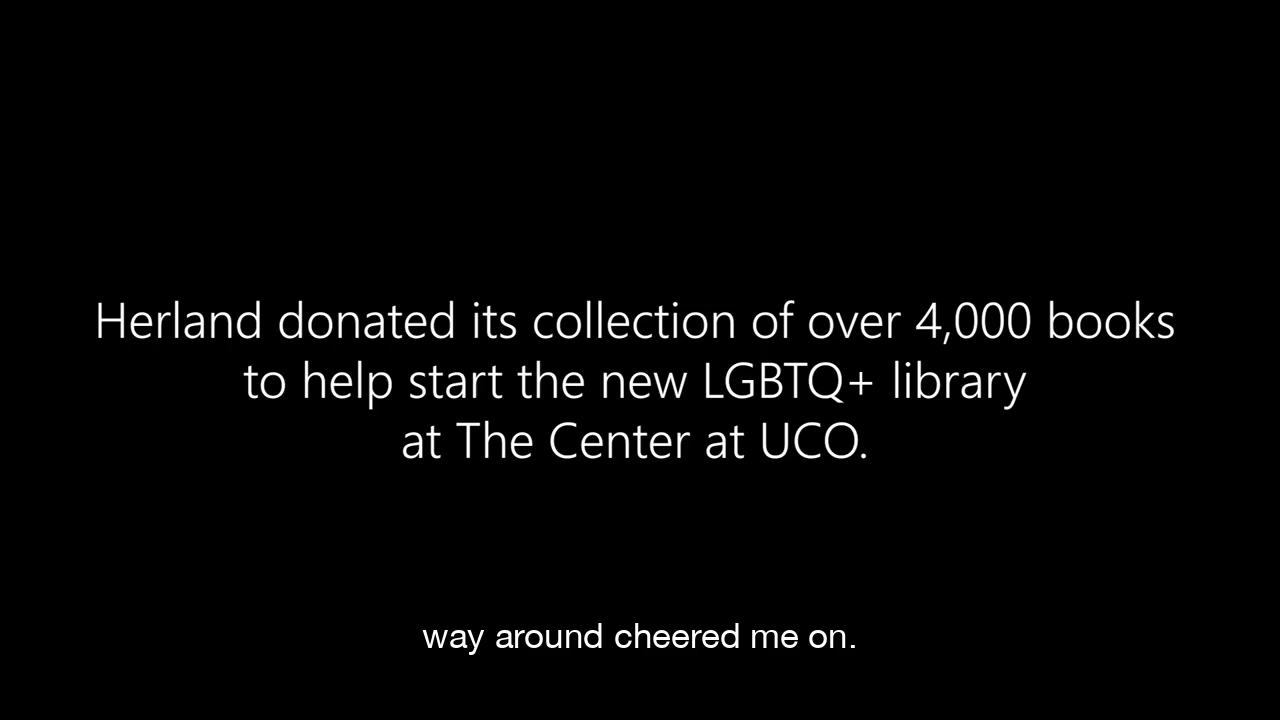 Herland donated its collection of over 4,000 books
to help start the new LGBTQ+ library
at The Center at UCO.
way around cheered me on.